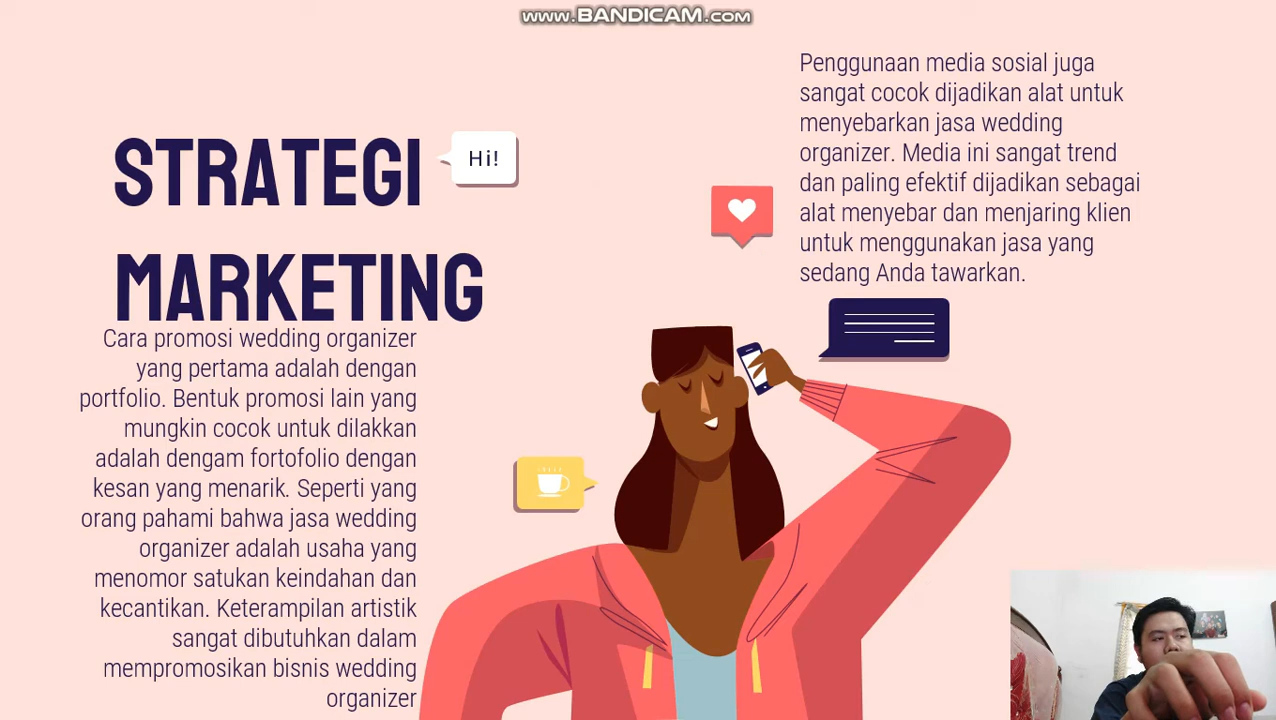 www.BANDICAM.com
STRATEGI
MARKETING
Hi!
Cara promosi wedding organizer
yang pertama adalah dengan
portfolio. Bentuk promosi lain yang
mungkin cocok untuk dilakkan
adalah dengam fortofolio dengan
kesan yang menarik. Seperti yang
orang pahami bahwa jasa wedding
organizer adalah usaha yang
menomor satukan keindahan dan
kecantikan. Keterampilan artistik
sangat dibutuhkan dalam
mempromosikan bisnis wedding
organizer
Penggunaan media sosial juga
sangat cocok dijadikan alat untuk
menyebarkan jasa wedding
organizer. Media ini sangat trend
dan paling efektif dijadikan sebagai
alat menyebar dan menjaring klien
untuk menggunakan jasa yang
sedang Anda tawarkan.